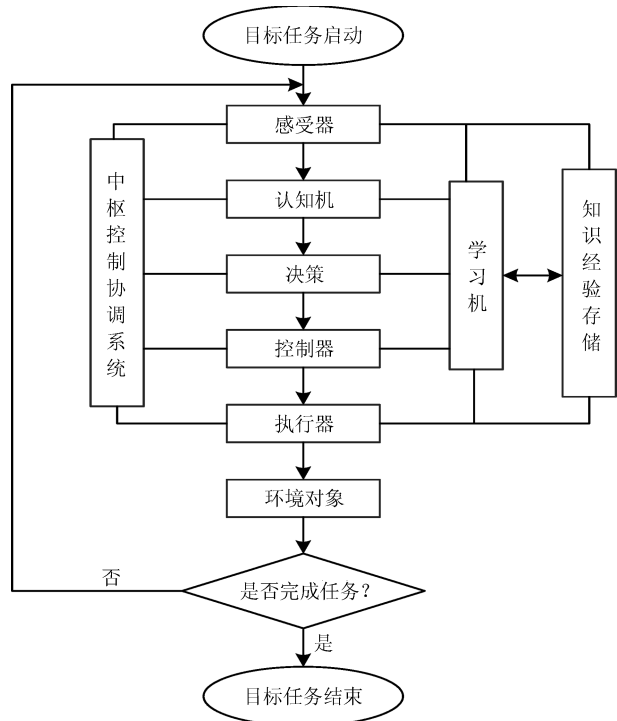 目标任务启动
感受器
中枢控制协调系统
认知机
学习机
知识经验存储
决策
控制器
执行器
环境对象
否
是否完成任务？
是
目标任务结束